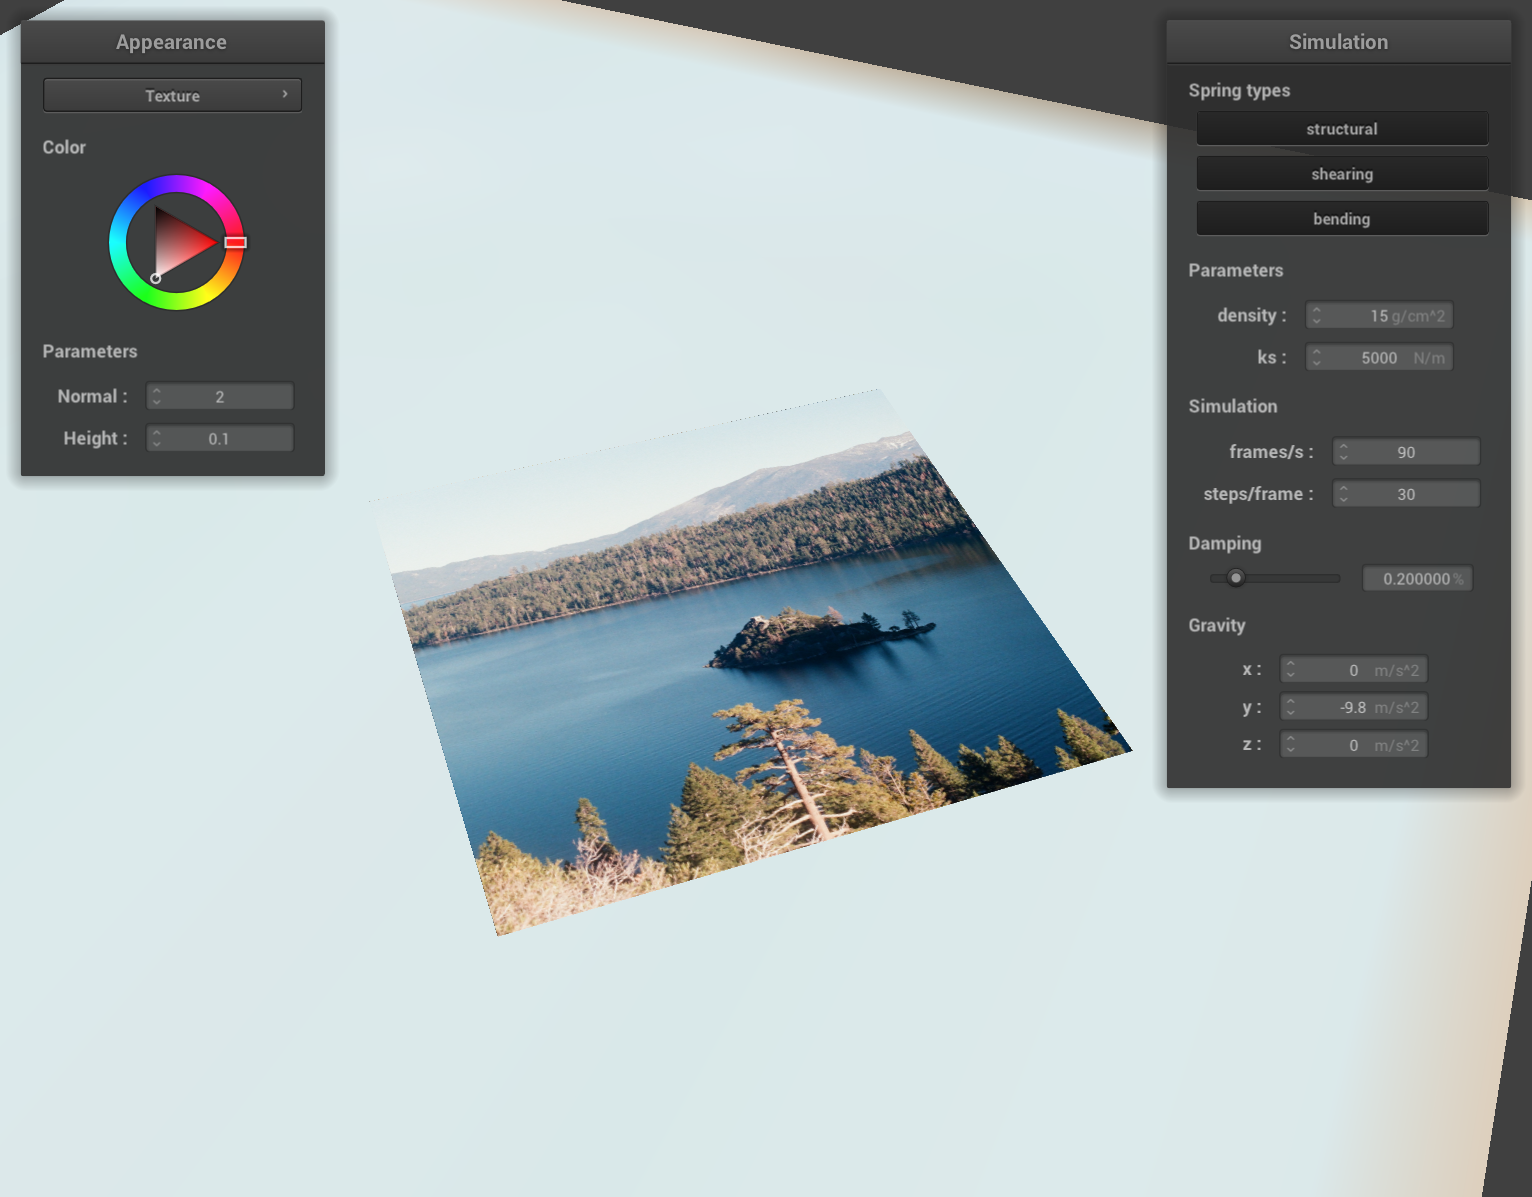 Appearance
Texture
Color
Parameters
Normal : 2
Height : 0.1
Simulation
Spring types
structural
shearing
bending
Parameters
density : 15 g/cm^2
ks : 5000 N/m
Simulation
frames/s : 90
steps/frame : 30
Damping
0.200000 %
Gravity
x : 0 m/s^2
y : -9.8 m/s^2
z : 0 m/s^2